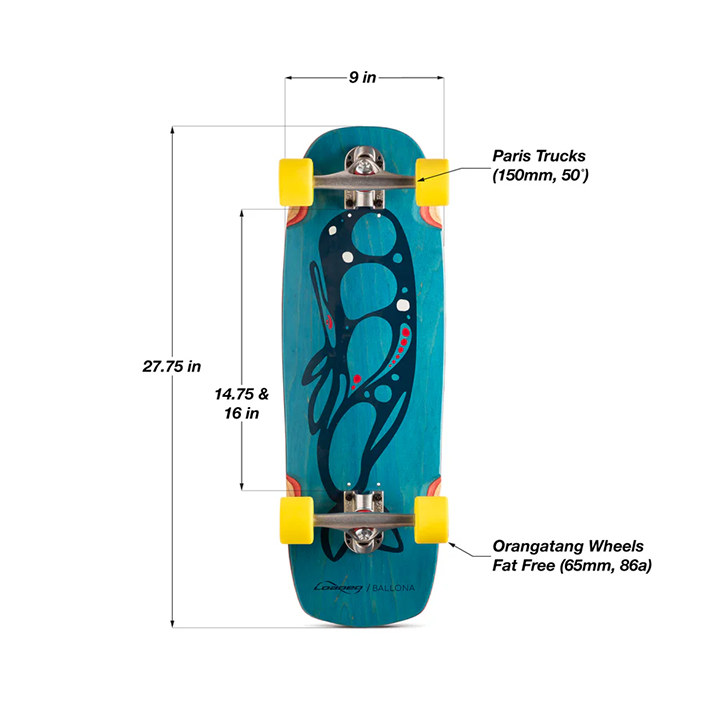 9 in
Paris Trucks
(150mm, 50°)
27.75 in
14.75 &
16 in
Orangatang Wheels
Fat Free (65mm, 86a)
Loaded / BALLONA